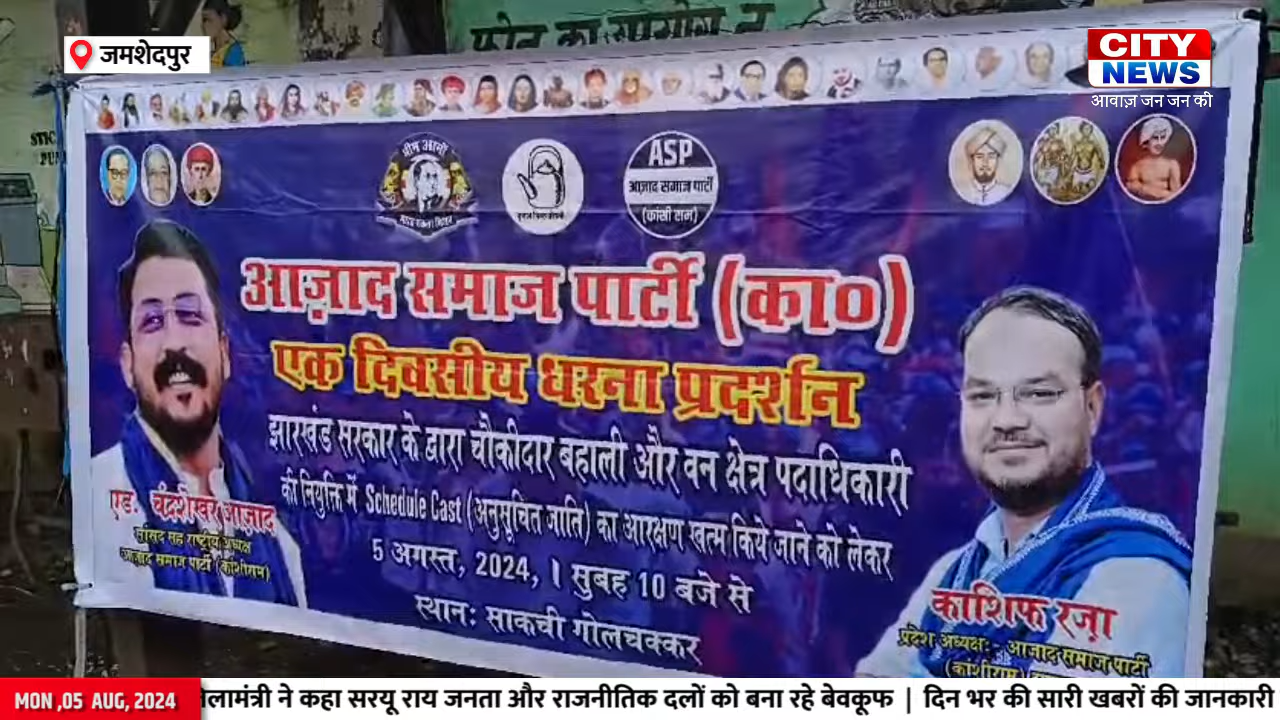 जमशेदपुर
CITY
NEWS
आवाज़ जन जन की
फोन का उपयोग न
भीम आर्मी
ASP
आज़ाद समाज पार्टी
(कांशी राम)
आज़ाद समाज पार्टी (का०)
एक दिवसीय धरना प्रदर्शन
झारखंड सरकार के द्वारा चौकीदार बहाली और वन क्षेत्र पदाधिकारी
की नियुक्ति में Schedule Cast (अनुसूचित जाति) का आरक्षण खत्म किये जाने को लेकर
5 अगस्त, 2024, । सुबह 10 बजे से
स्थान: साकची गोलचक्कर
एड. चंद्रशेखर आज़ाद
सांसद सह राष्ट्रीय अध्यक्ष
आजाद समाज पार्टी (कांशीराम)
काशिफ रज़ा
प्रदेश अध्यक्ष:- आजाद समाज पार्टी
(कांशीराम)
MON ,05 AUG, 2024
लामंत्री ने कहा सरयू राय जनता और राजनीतिक दलों को बना रहे बेवकूफ | दिन भर की सारी खबरों की जानकारी